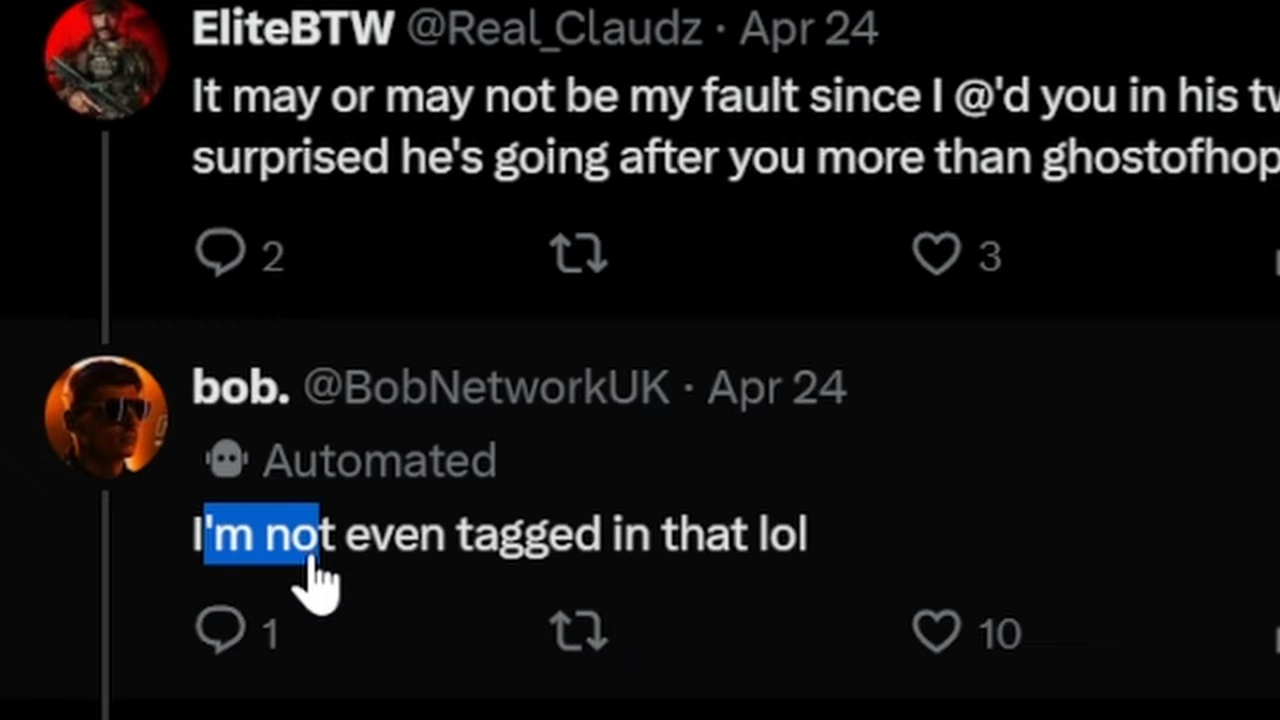 EliteBTW @Real_Claudz · Apr 24
It may or may not be my fault since I @'d you in his
surprised he's going after you more than ghostofhop
2 3
bob. @BobNetworkUK · Apr 24
Automated
I'm not even tagged in that lol
1 10